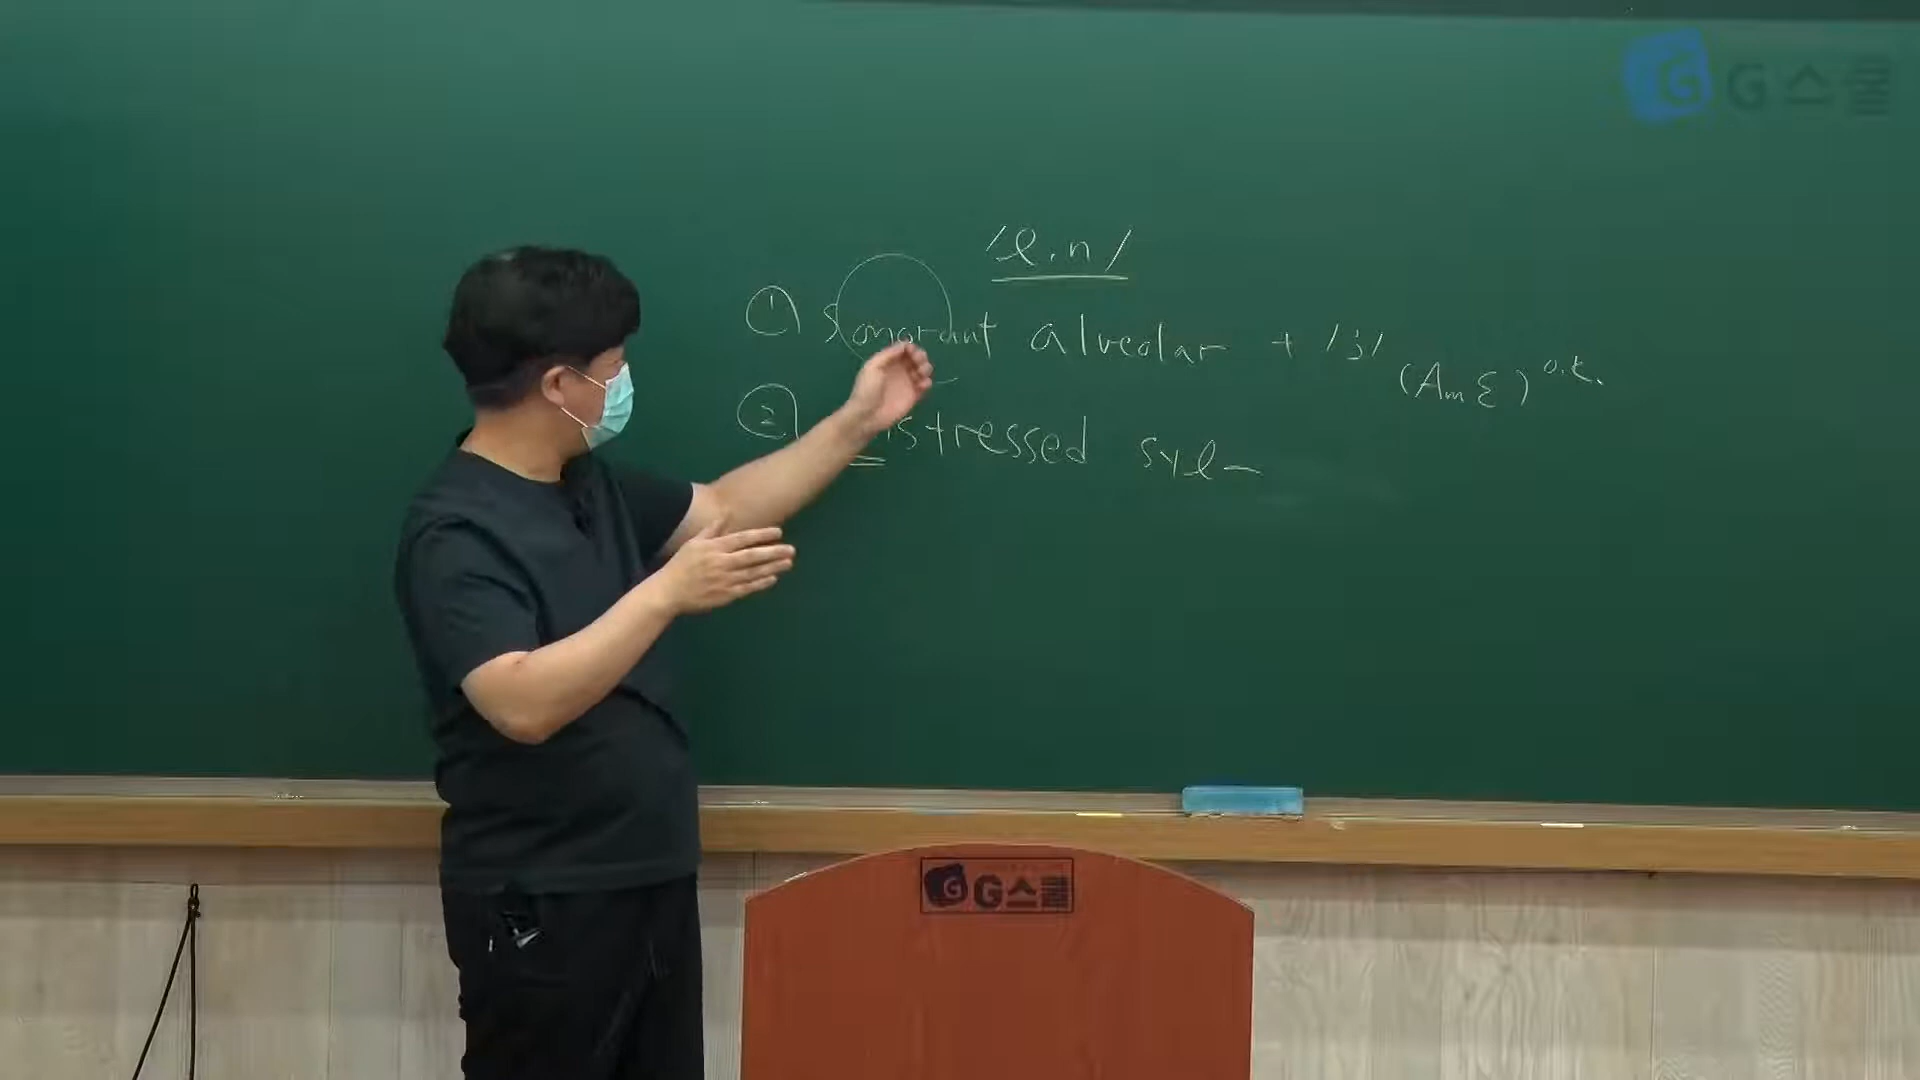 G스쿨
/l, n/
① Sonorant alveolar + /j/
(AmE) o.k.
② stressed syl-
G스쿨